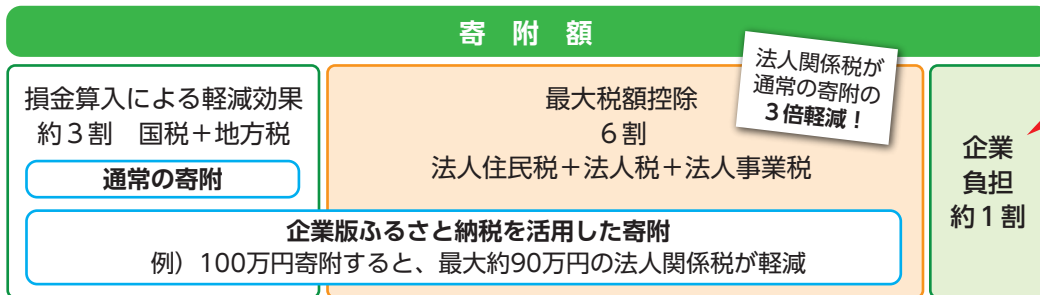 寄附額
法人関係税が
通常の寄附の
３倍軽減！
損金算入による軽減効果
約３割　国税＋地方税
通常の寄附
最大税額控除
６割
法人住民税＋法人税＋法人事業税
企業
負担
約１割
企業版ふるさと納税を活用した寄附
例）100万円寄附すると、最大約90万円の法人関係税が軽減